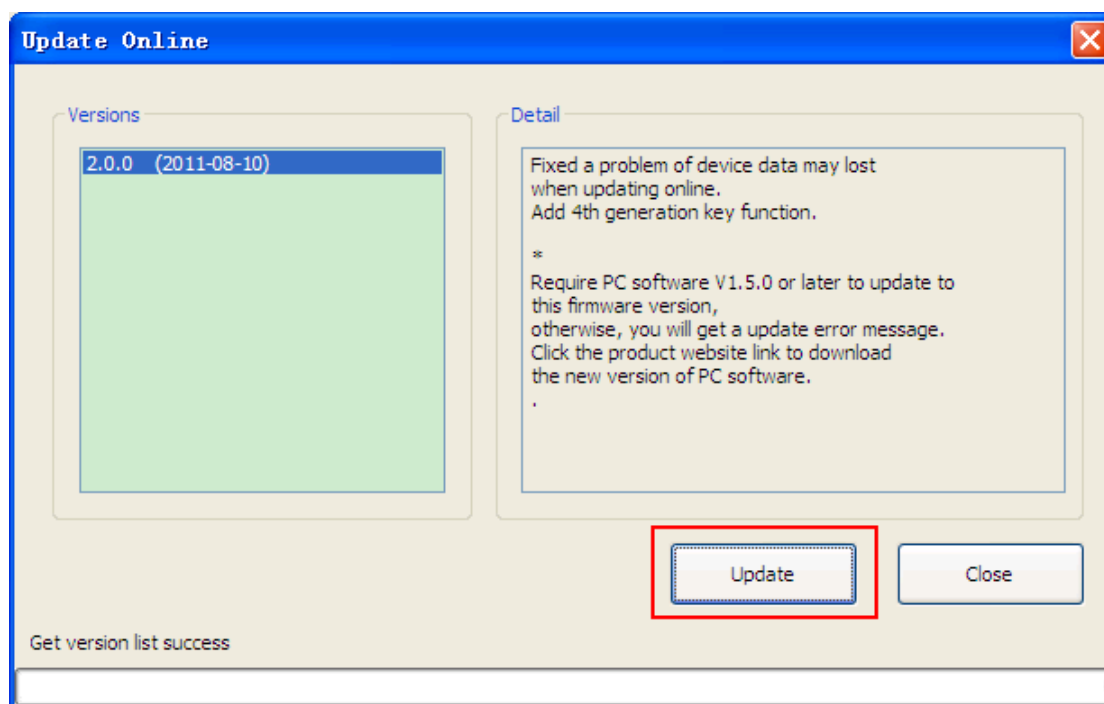 Update Online
Versions
2.0.0 (2011-08-10)
Detail
Fixed a problem of device data may lost
when updating online.
Add 4th generation key function.
*
Require PC software V1.5.0 or later to update to
this firmware version,
otherwise, you will get a update error message.
Click the product website link to download
the new version of PC software.
.
Update
Close
Get version list success